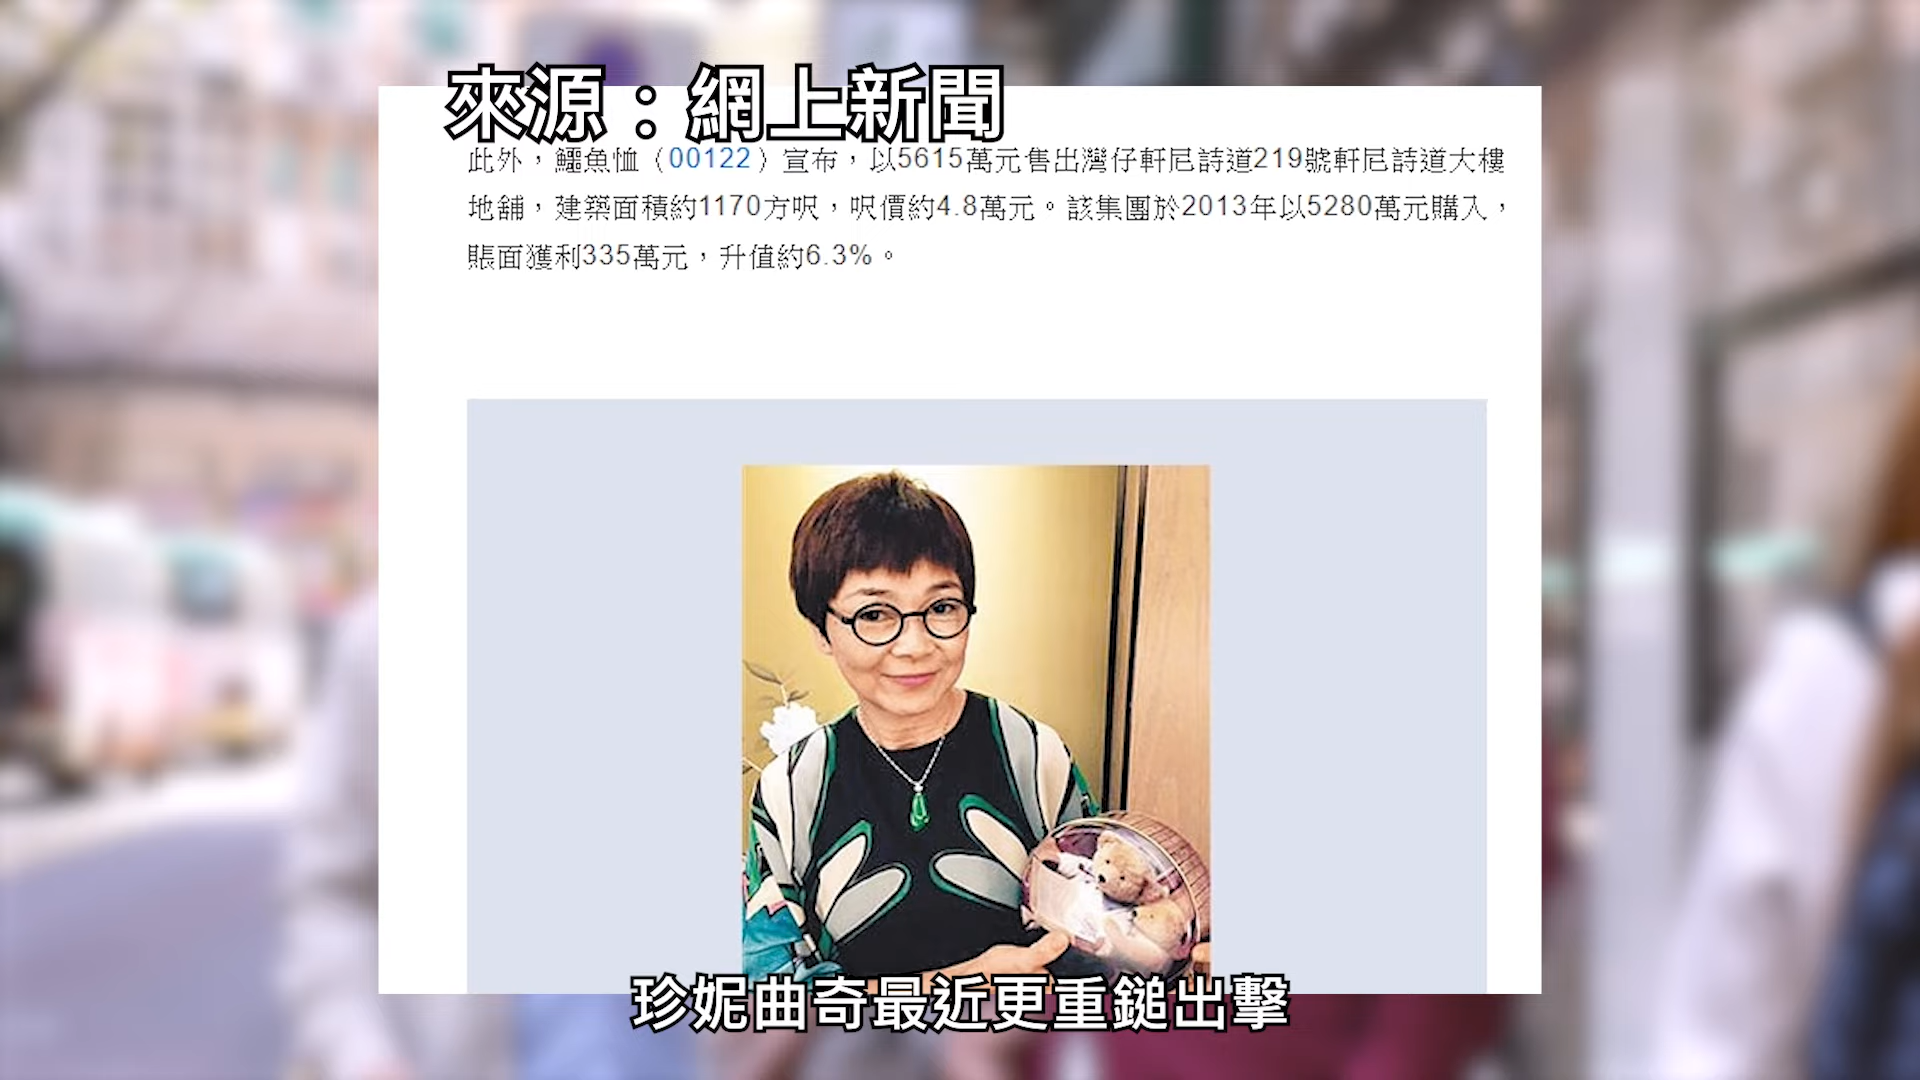 來源：網上新聞
此外，鱷魚恤（00122）宣布，以5615萬元售出灣仔軒尼詩道219號軒尼詩道大樓
地舖，建築面積約1170方呎，呎價約4.8萬元。該集團於2013年以5280萬元購入，
賬面獲利335萬元，升值約6.3%。
珍妮曲奇最近更重鎚出擊